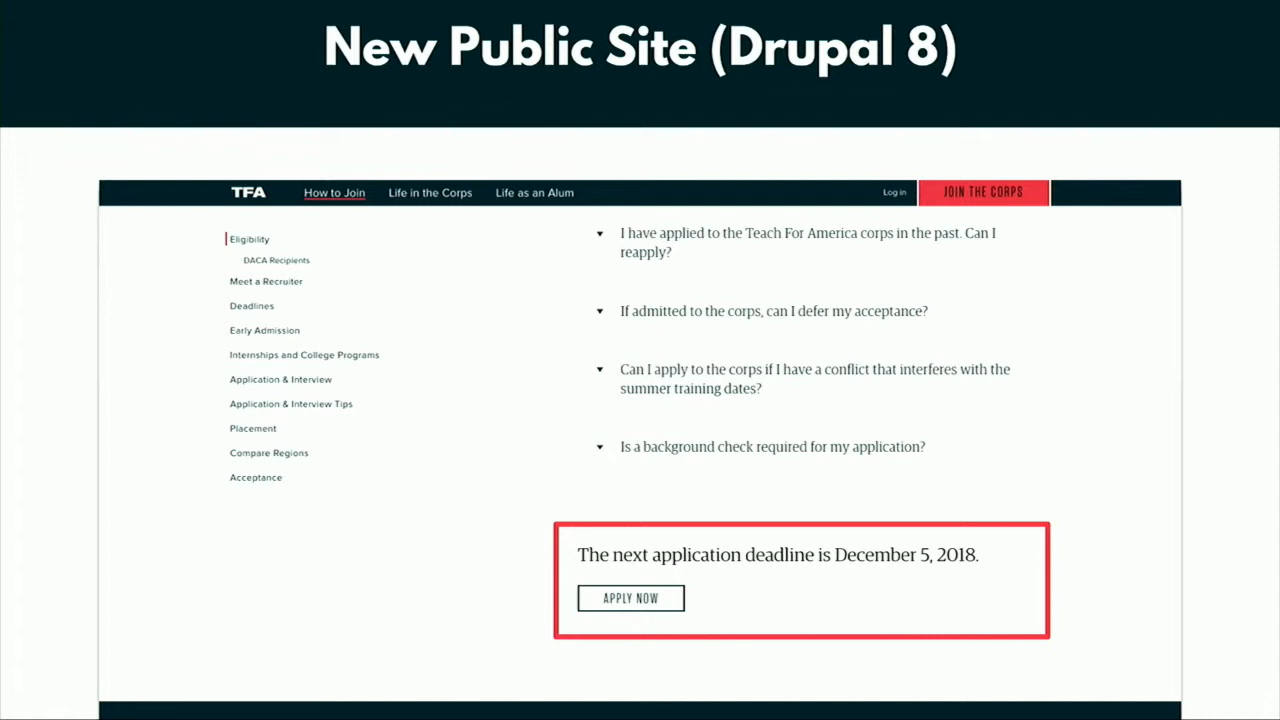 New Public Site (Drupal 8)
TFA How to Join Life in the Corps Life as an Alum Log in JOIN THE CORPS
Eligibility
DACA Recipients
Meet a Recruiter
Deadlines
Early Admission
Internships and College Programs
Application & Interview
Application & Interview Tips
Placement
Compare Regions
Acceptance
I have applied to the Teach For America corps in the past. Can I
reapply?
If admitted to the corps, can I defer my acceptance?
Can I apply to the corps if I have a conflict that interferes with the
summer training dates?
Is a background check required for my application?
The next application deadline is December 5, 2018.
APPLY NOW